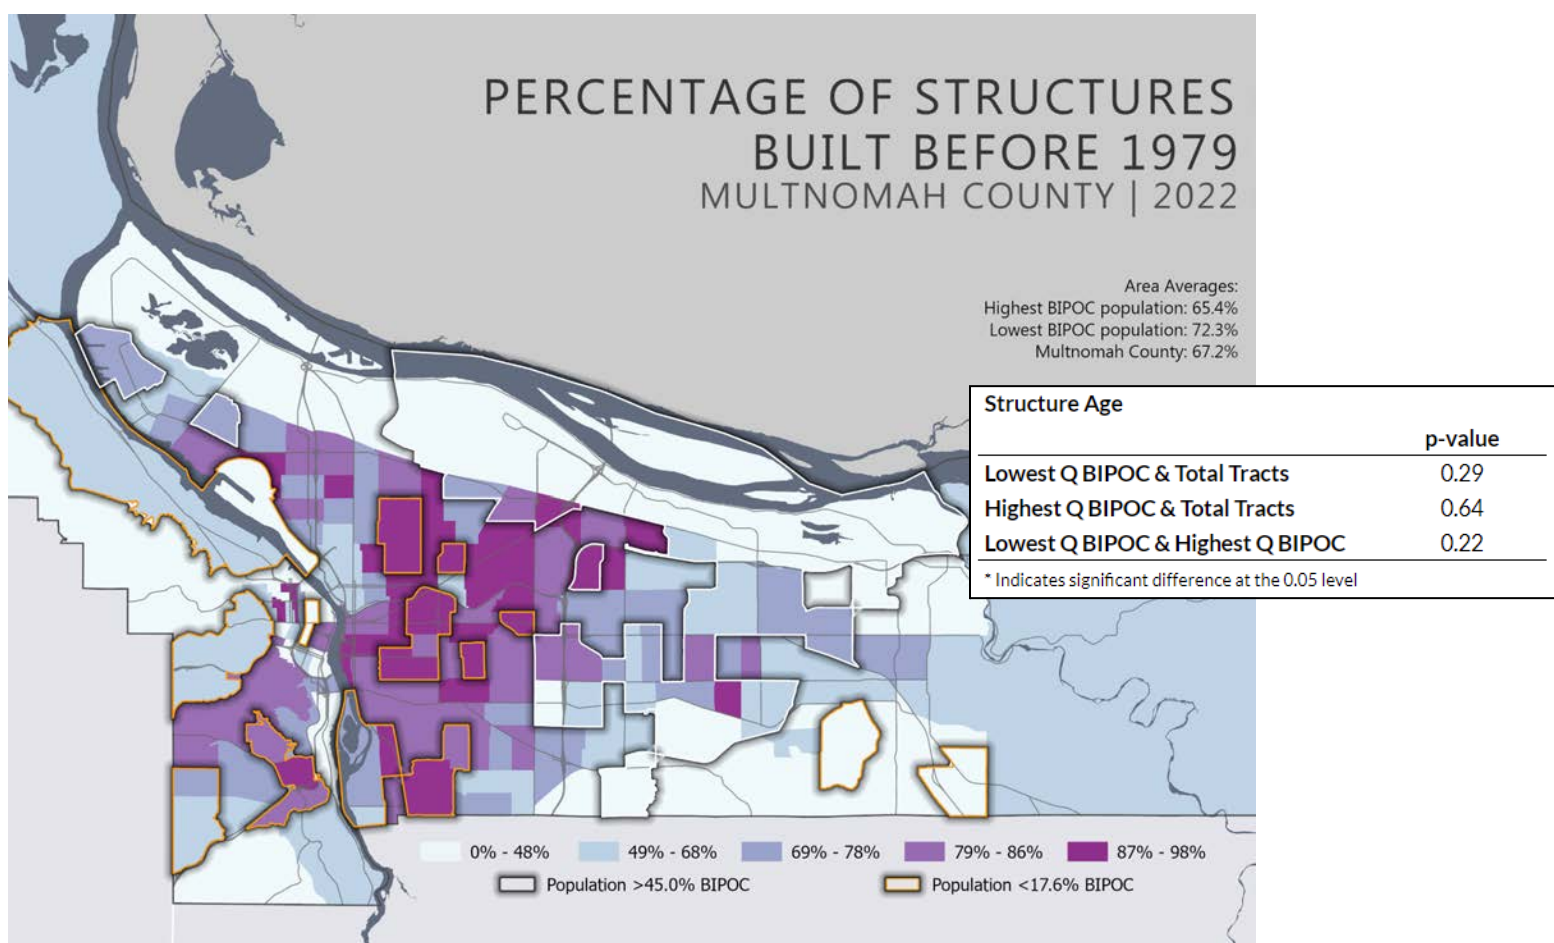 PERCENTAGE OF STRUCTURES
BUILT BEFORE 1979
MULTNOMAH COUNTY | 2022
Area Averages:
Highest BIPOC population: 65.4%
Lowest BIPOC population: 72.3%
Multnomah County: 67.2%
Structure Age
p-value
Lowest Q BIPOC & Total Tracts 0.29
Highest Q BIPOC & Total Tracts 0.64
Lowest Q BIPOC & Highest Q BIPOC 0.22
* Indicates significant difference at the 0.05 level
0% - 48% 49% - 68% 69% - 78% 79% - 86% 87% - 98%
Population >45.0% BIPOC Population <17.6% BIPOC